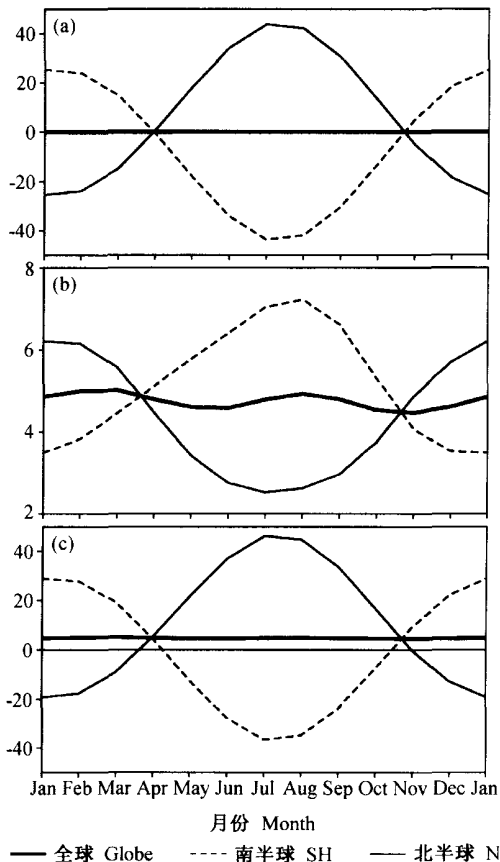 (a)
40
20
0
-20
-40
8
(b)
6
4
2
(c)
40
20
0
-20
-40
Jan Feb Mar Apr May Jun Jul Aug Sep Oct Nov Dec Jan
月份 Month
全球 Globe 南半球 SH 北半球 N